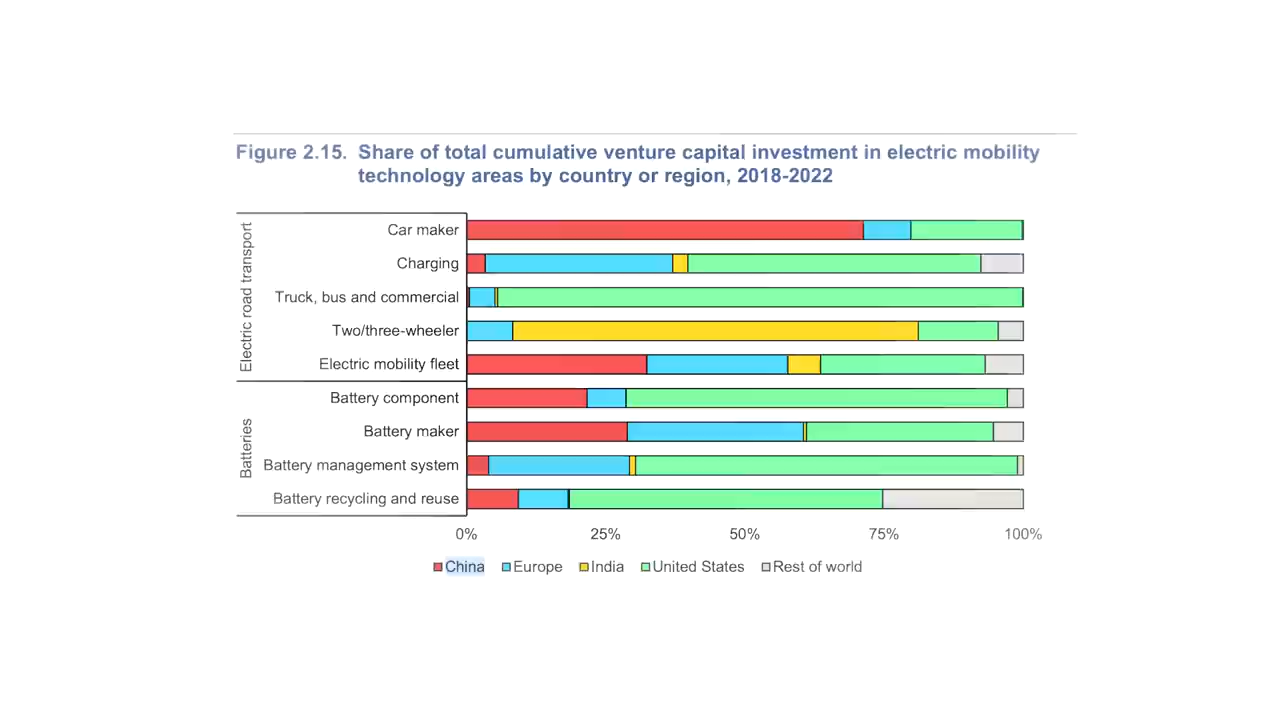 Figure 2.15. Share of total cumulative venture capital investment in electric mobility
technology areas by country or region, 2018-2022
Electric road transport
Car maker
Charging
Truck, bus and commercial
Two/three-wheeler
Electric mobility fleet
Batteries
Battery component
Battery maker
Battery management system
Battery recycling and reuse
0% 25% 50% 75% 100%
China Europe India United States Rest of world